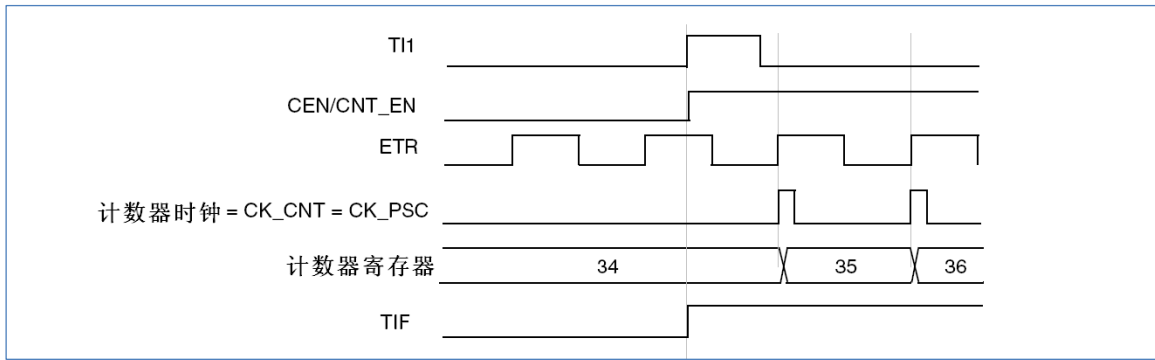 TI1
CEN/CNT_EN
ETR
计数器时钟 = CK_CNT = CK_PSC
计数器寄存器 34 35 36
TIF